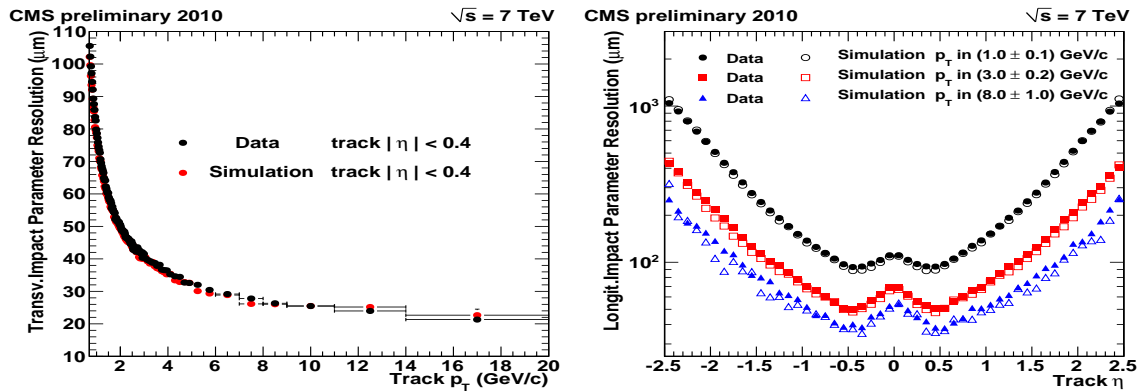 CMS preliminary 2010 √s = 7 TeV
Transv. Impact Parameter Resolution (μm)
110
100
90
80
70
60
50
40
30
20
10
Data track | η | < 0.4
Simulation track | η | < 0.4
2 4 6 8 10 12 14 16 18 20
Track p_T (GeV/c)
CMS preliminary 2010 √s = 7 TeV
Longit. Impact Parameter Resolution (μm)
10³
10²
Data Simulation p_T in (1.0 ± 0.1) GeV/c
Data Simulation p_T in (3.0 ± 0.2) GeV/c
Data Simulation p_T in (8.0 ± 1.0) GeV/c
-2.5 -2 -1.5 -1 -0.5 0 0.5 1 1.5 2 2.5
Track η